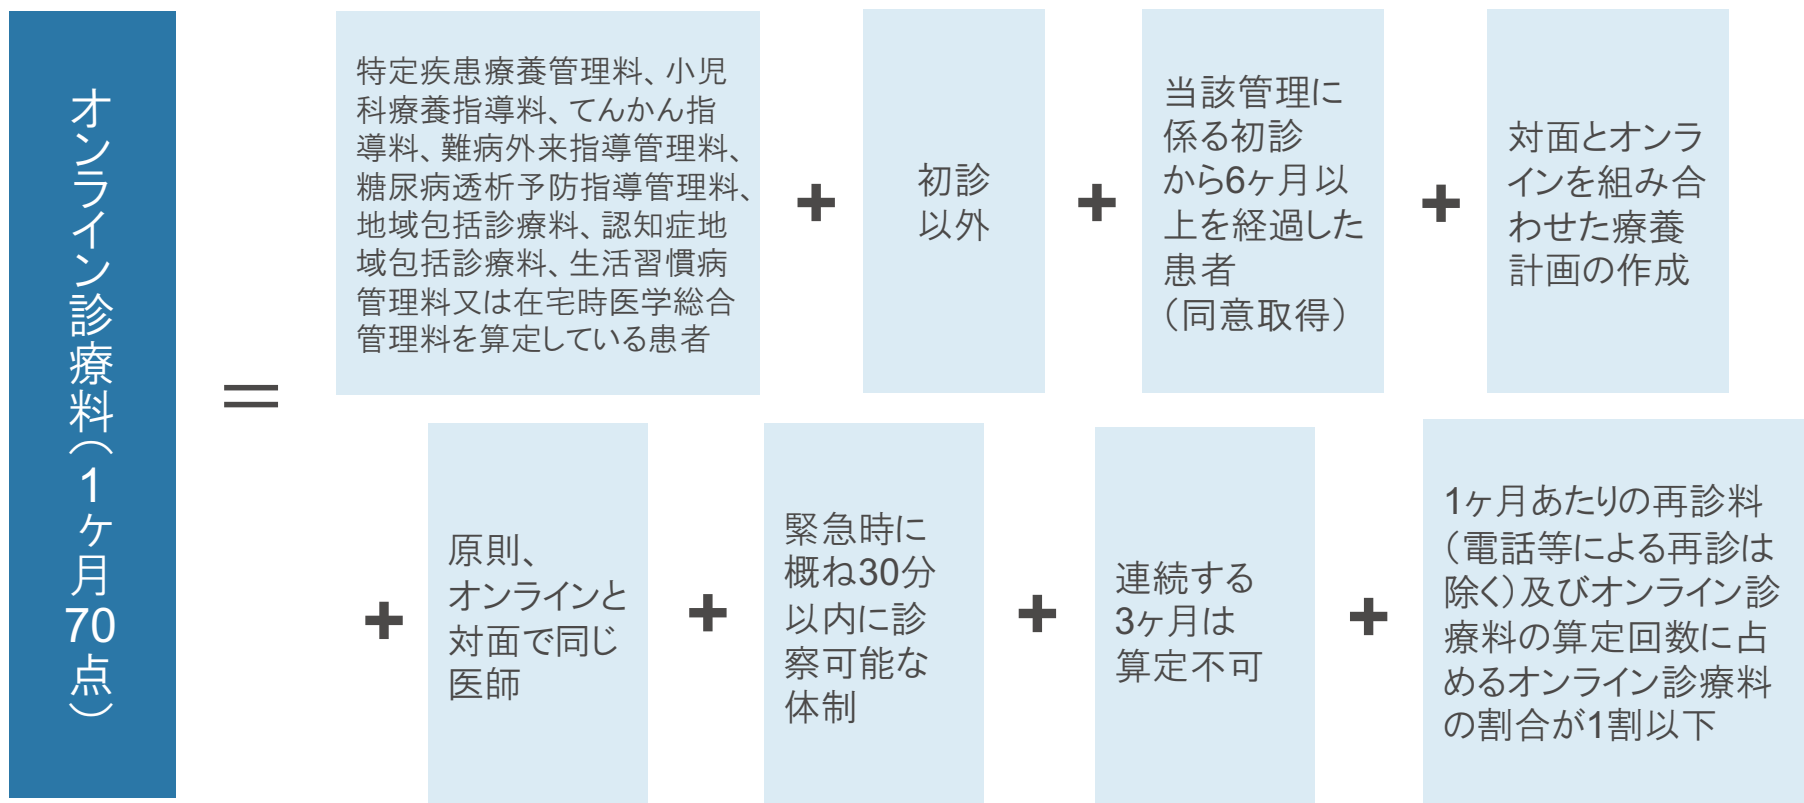 オンライン診療料（1ヶ月70点）
＝
特定疾患療養管理料、小児
科療養指導料、てんかん指
導料、難病外来指導管理料、
糖尿病透析予防指導管理料、
地域包括診療料、認知症地
域包括診療料、生活習慣病
管理料又は在宅時医学総合
管理料を算定している患者
+
初診
以外
+
当該管理に
係る初診
から6ヶ月以
上を経過した
患者
（同意取得）
+
対面とオンラ
インを組み合
わせた療養
計画の作成
+
原則、
オンラインと
対面で同じ
医師
+
緊急時に
概ね30分
以内に診
察可能な
体制
+
連続する
3ヶ月は
算定不可
+
1ヶ月あたりの再診料
（電話等による再診は
除く）及びオンライン診
療料の算定回数に占
めるオンライン診療料
の割合が1割以下